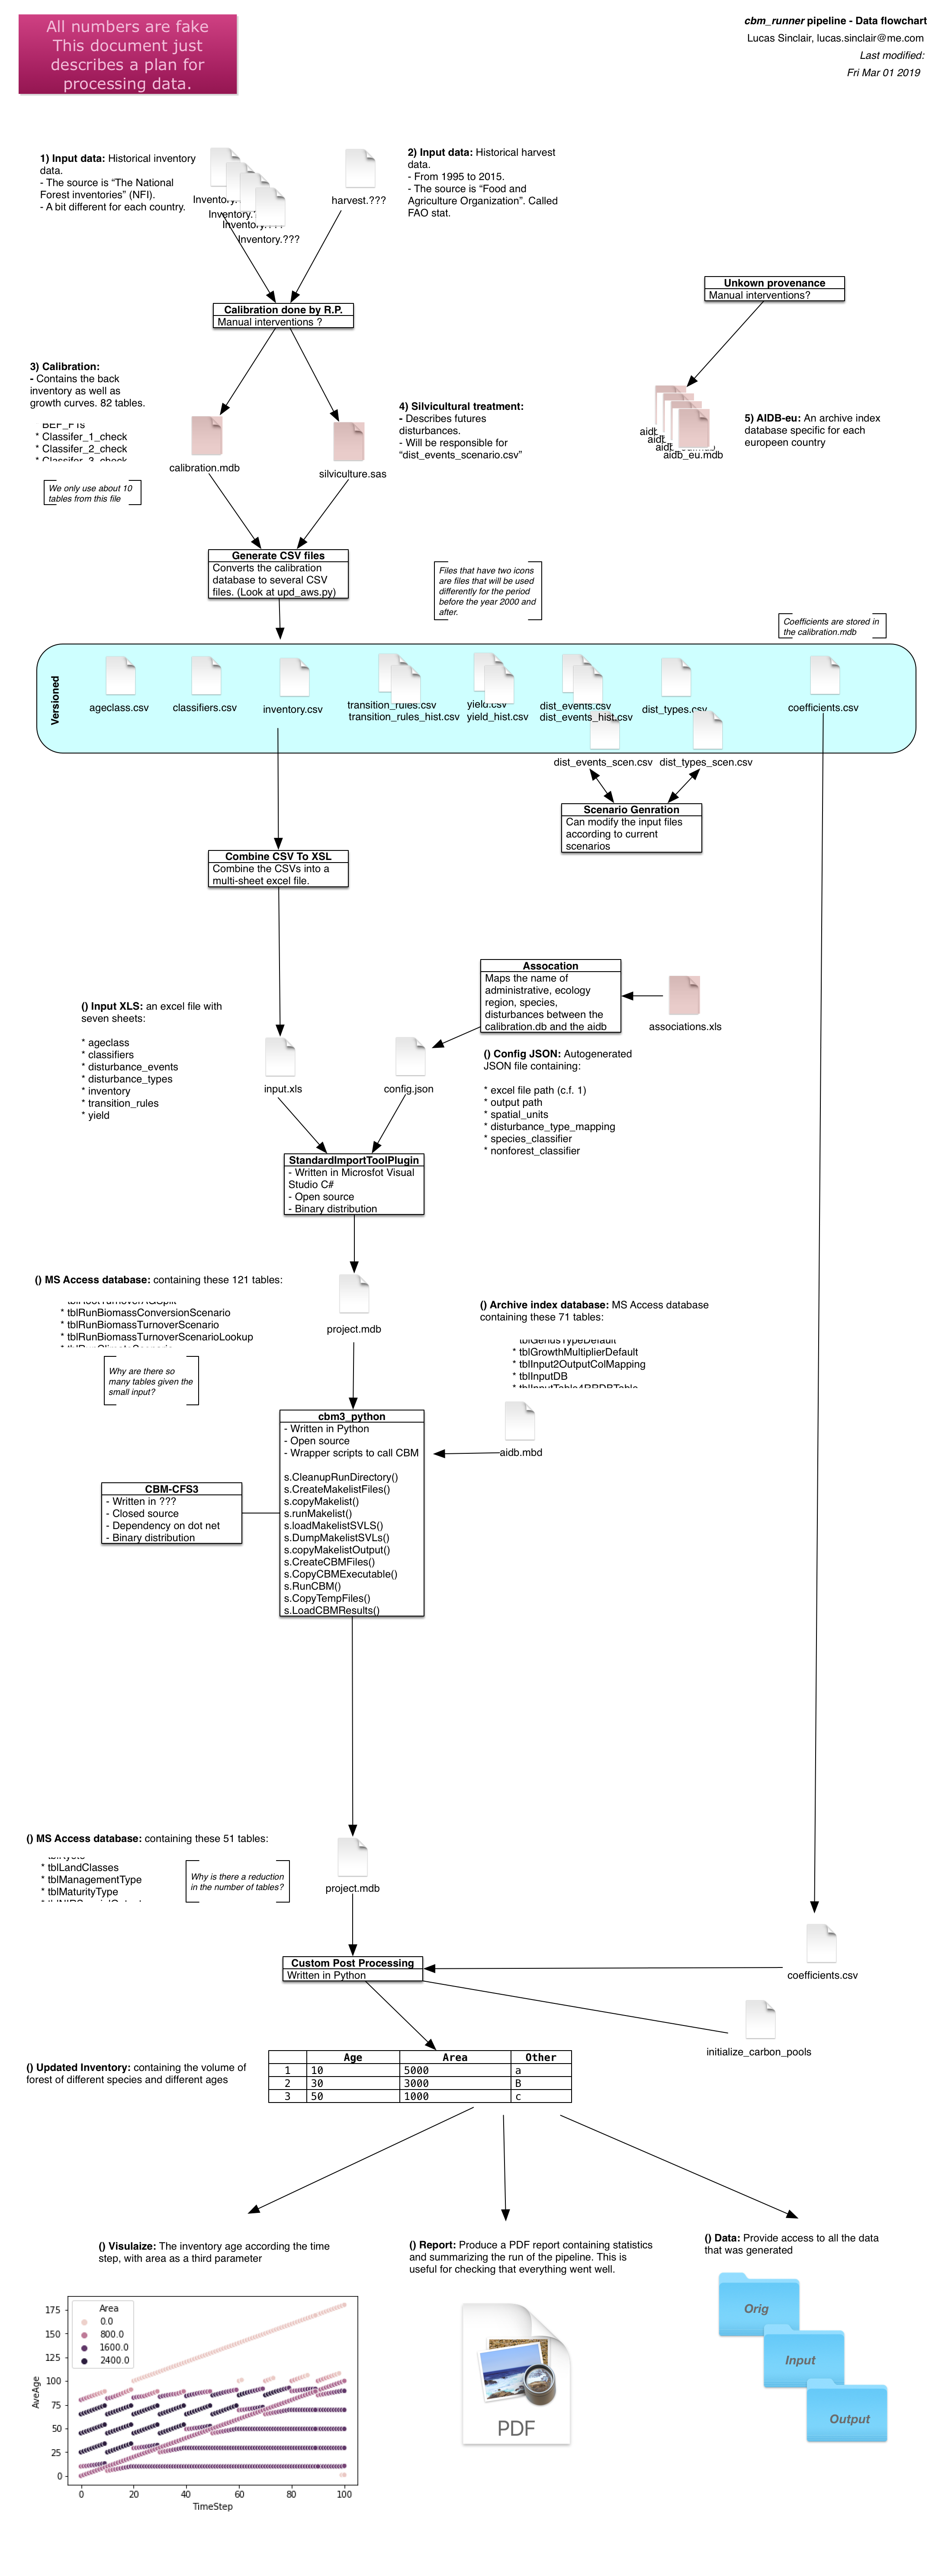 All numbers are fake
This document just
describes a plan for
processing data.
cbm_runner pipeline - Data flowchart
Lucas Sinclair, lucas.sinclair@me.com
Last modified:
Fri Mar 01 2019
1) Input data: Historical inventory
data.
- The source is “The National
Forest inventories” (NFI).
- A bit different for each country.
Inventory.
Inventory.
Inventory.???
Inventory.???
harvest.???
2) Input data: Historical harvest
data.
- From 1995 to 2015.
- The source is “Food and
Agriculture Organization”. Called
FAO stat.
Calibration done by R.P.
Manual interventions ?
Unkown provenance
Manual interventions?
3) Calibration:
- Contains the back
inventory as well as
growth curves. 82 tables.
* Classifer_1_check
* Classifer_2_check
* Classifer_3_check
We only use about 10
tables from this file
calibration.mdb
silviculture.sas
4) Silvicultural treatment:
- Describes futures
disturbances.
- Will be responsible for
“dist_events_scenario.csv”
aidb_eu.mdb
5) AIDB-eu: An archive index
database specific for each
europeen country
Generate CSV files
Converts the calibration
database to several CSV
files. (Look at upd_aws.py)
Files that have two icons
are files that will be used
differently for the period
before the year 2000 and
after.
Coefficients are stored in
the calibration.mdb
Versioned
ageclass.csv
classifiers.csv
inventory.csv
transition_rules.csv
transition_rules_hist.csv
yield.csv
yield_hist.csv
dist_events.csv
dist_events_hist.csv
dist_types.csv
coefficients.csv
dist_events_scen.csv
dist_types_scen.csv
Scenario Genration
Can modify the input files
according to current
scenarios
Combine CSV To XSL
Combine the CSVs into a
multi-sheet excel file.
Assocation
Maps the name of
administrative, ecology
region, species,
disturbances between the
calibration.db and the aidb
associations.xls
() Input XLS: an excel file with
seven sheets:
* ageclass
* classifiers
* disturbance_events
* disturbance_types
* inventory
* transition_rules
* yield
input.xls
config.json
() Config JSON: Autogenerated
JSON file containing:
* excel file path (c.f. 1)
* output path
* spatial_units
* disturbance_type_mapping
* species_classifier
* nonforest_classifier
StandardImportToolPlugin
- Written in Microsfot Visual
Studio C#
- Open source
- Binary distribution
() MS Access database: containing these 121 tables:
* tblRunBiomassConversionScenario
* tblRunBiomassTurnoverScenario
* tblRunBiomassTurnoverScenarioLookup
Why are there so
many tables given the
small input?
project.mdb
() Archive index database: MS Access database
containing these 71 tables:
* tblGenusTypeDefault
* tblGrowthMultiplierDefault
* tblInput2OutputColMapping
* tblInputDB
aidb.mbd
cbm3_python
- Written in Python
- Open source
- Wrapper scripts to call CBM
s.CleanupRunDirectory()
s.CreateMakelistFiles()
s.copyMakelist()
s.runMakelist()
s.loadMakelistSVLS()
s.DumpMakelistSVLs()
s.copyMakelistOutput()
s.CreateCBMFiles()
s.CopyCBMExecutable()
s.RunCBM()
s.CopyTempFiles()
s.LoadCBMResults()
CBM-CFS3
- Written in ???
- Closed source
- Dependency on dot net
- Binary distribution
() MS Access database: containing these 51 tables:
* tblLandClasses
* tblManagementType
* tblMaturityType
Why is there a reduction
in the number of tables?
project.mdb
Custom Post Processing
Written in Python
coefficients.csv
initialize_carbon_pools
() Updated Inventory: containing the volume of
forest of different species and different ages
Age Area Other
1 10 5000 a
2 30 3000 B
3 50 1000 c
() Visulaize: The inventory age according the time
step, with area as a third parameter
() Report: Produce a PDF report containing statistics
and summarizing the run of the pipeline. This is
useful for checking that everything went well.
() Data: Provide access to all the data
that was generated
Area
0.0
800.0
1600.0
2400.0
175
150
125
100
75
50
25
0
AveAge
0 20 40 60 80 100
TimeStep
PDF
Orig
Input
Output